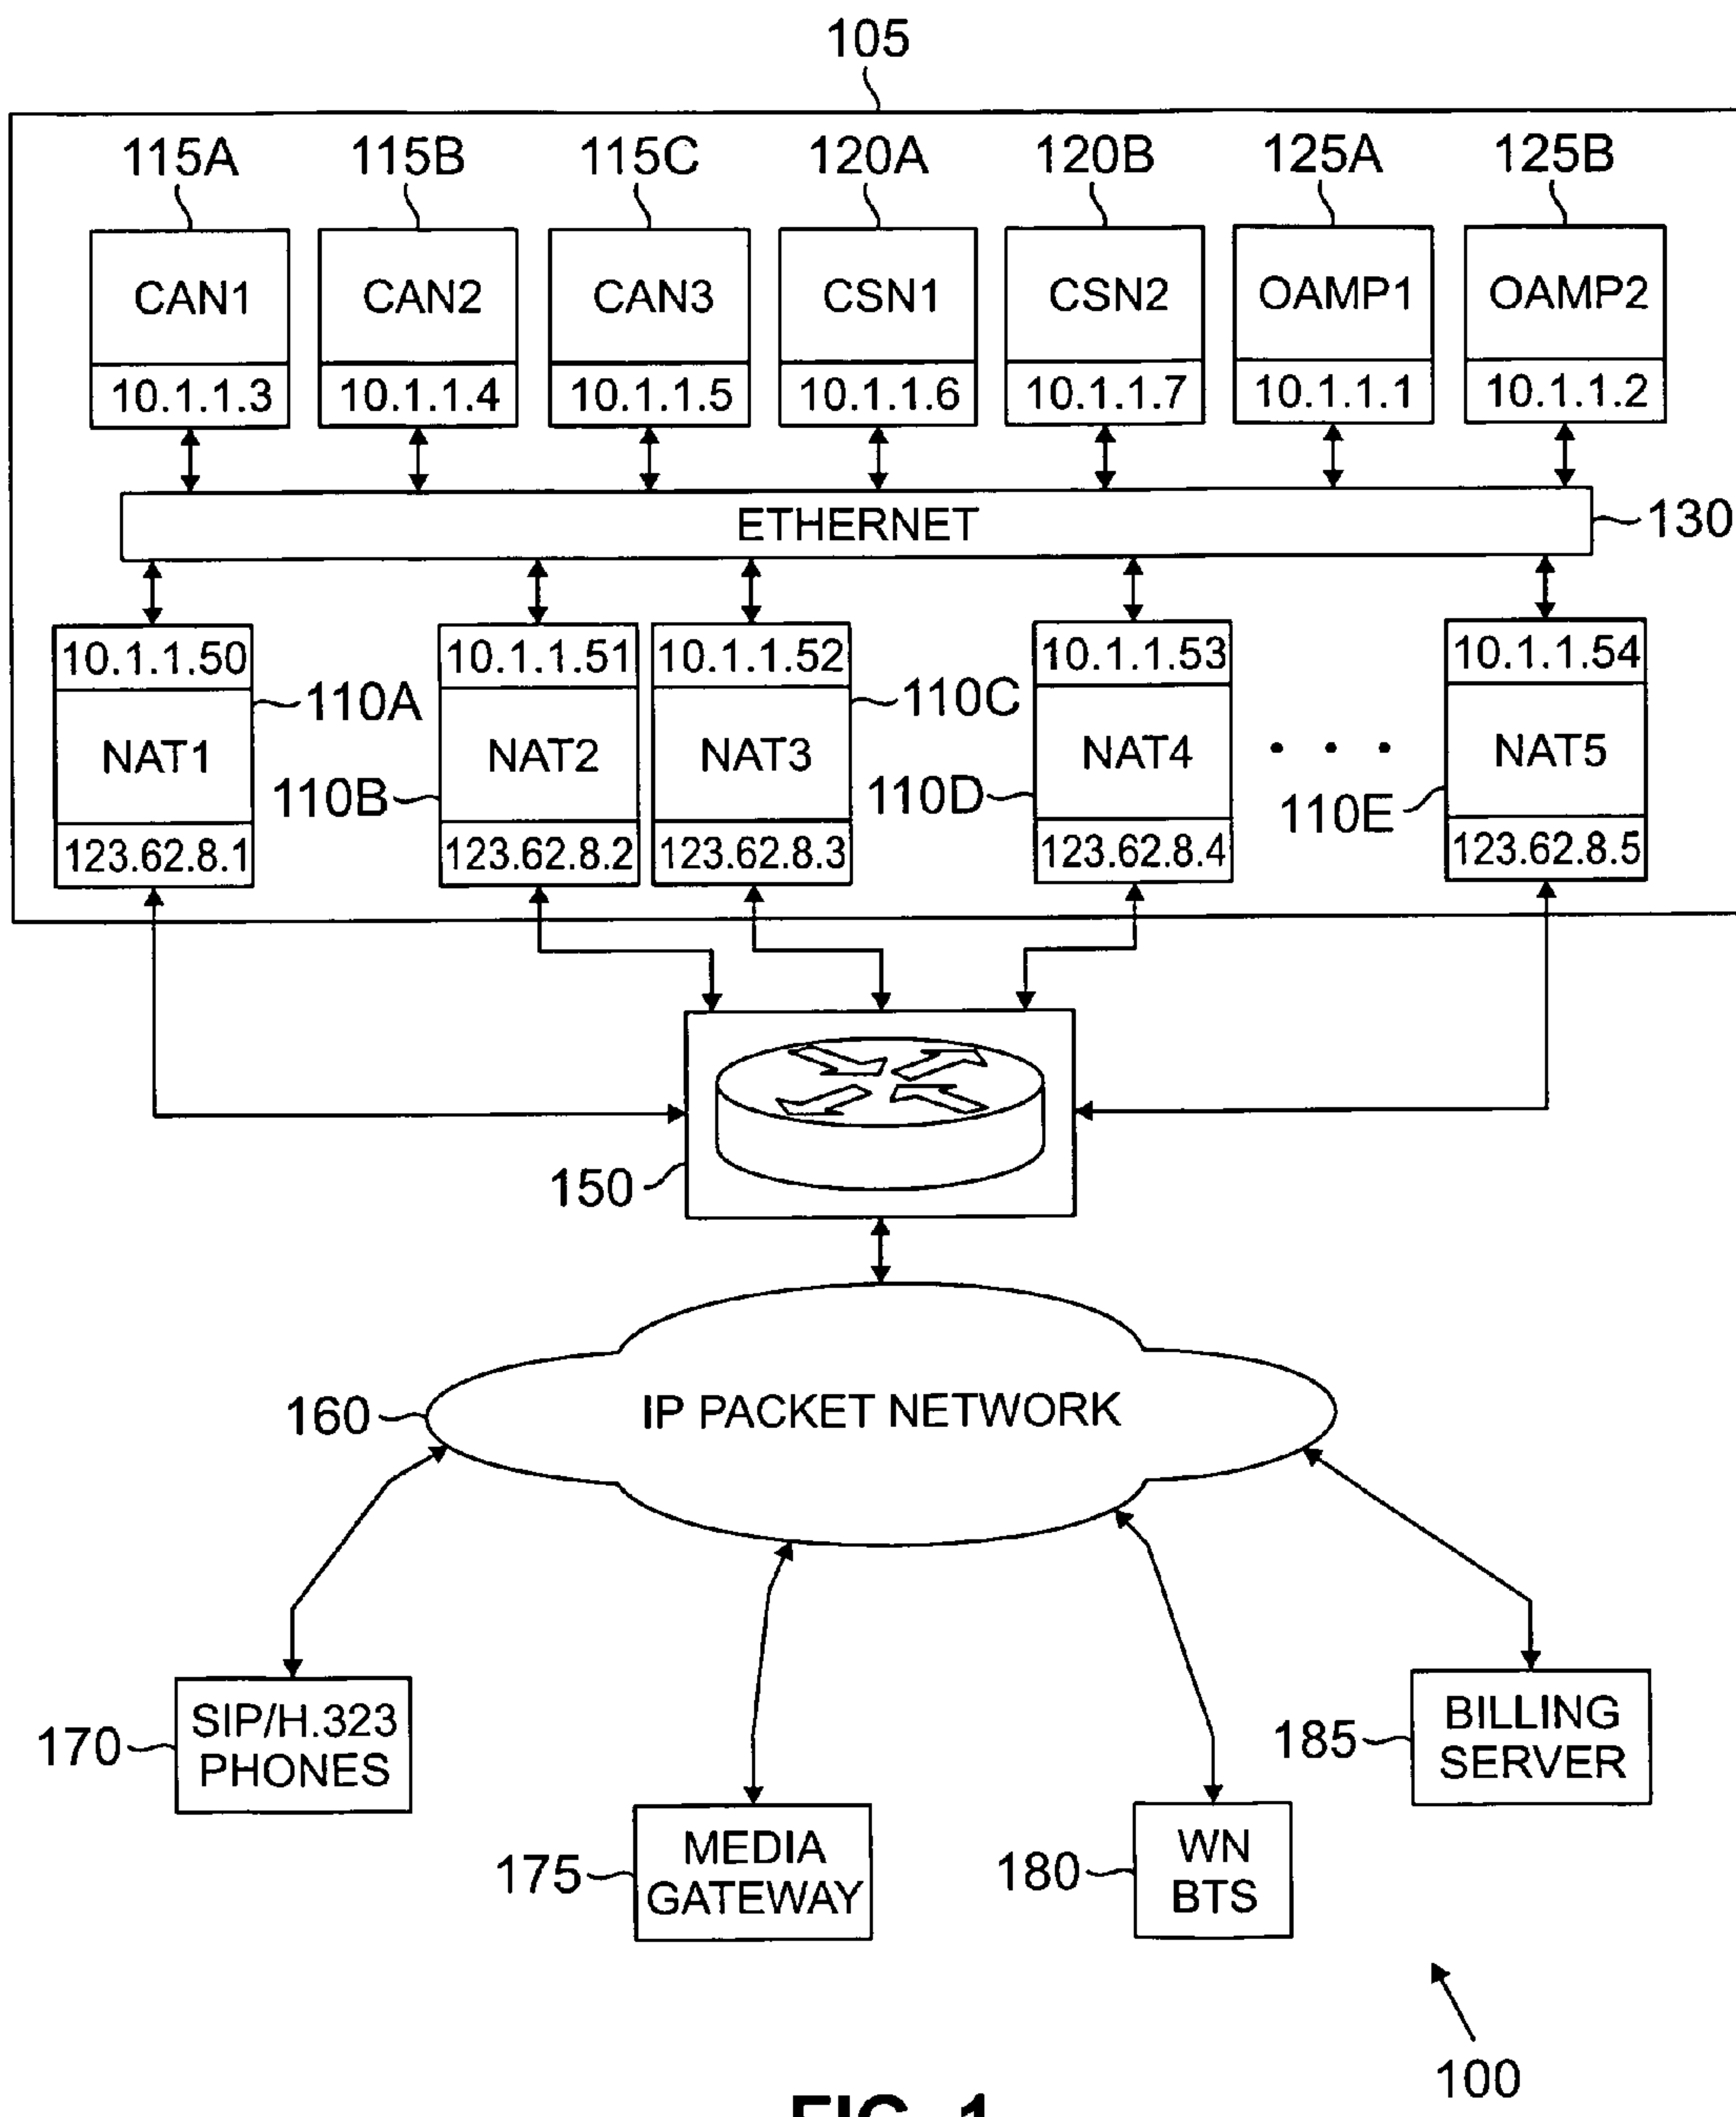 105
115A 115B 115C 120A 120B 125A 125B
CAN1 CAN2 CAN3 CSN1 CSN2 OAMP1 OAMP2
10.1.1.3 10.1.1.4 10.1.1.5 10.1.1.6 10.1.1.7 10.1.1.1 10.1.1.2
ETHERNET 130
10.1.1.50 10.1.1.51 10.1.1.52 10.1.1.53 10.1.1.54
110A 110C
NAT1 NAT2 NAT3 NAT4 NAT5
110B 110D 110E
123.62.8.1 123.62.8.2 123.62.8.3 123.62.8.4 123.62.8.5
150
160 IP PACKET NETWORK
170 SIP/H.323
PHONES
185 BILLING
SERVER
175 MEDIA
GATEWAY
180 WN
BTS
100
FIG. 1